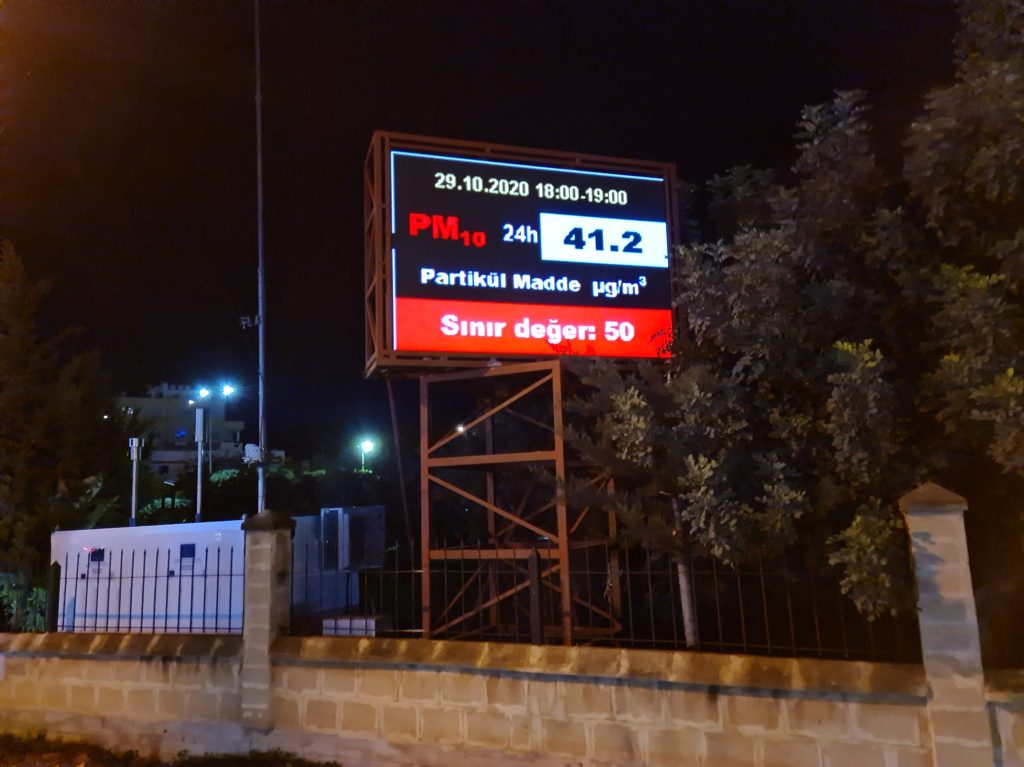 29.10.2020 18:00-19:00
PM₁₀ 24h 41.2
Partikül Madde µg/m³
Sınır değer: 50